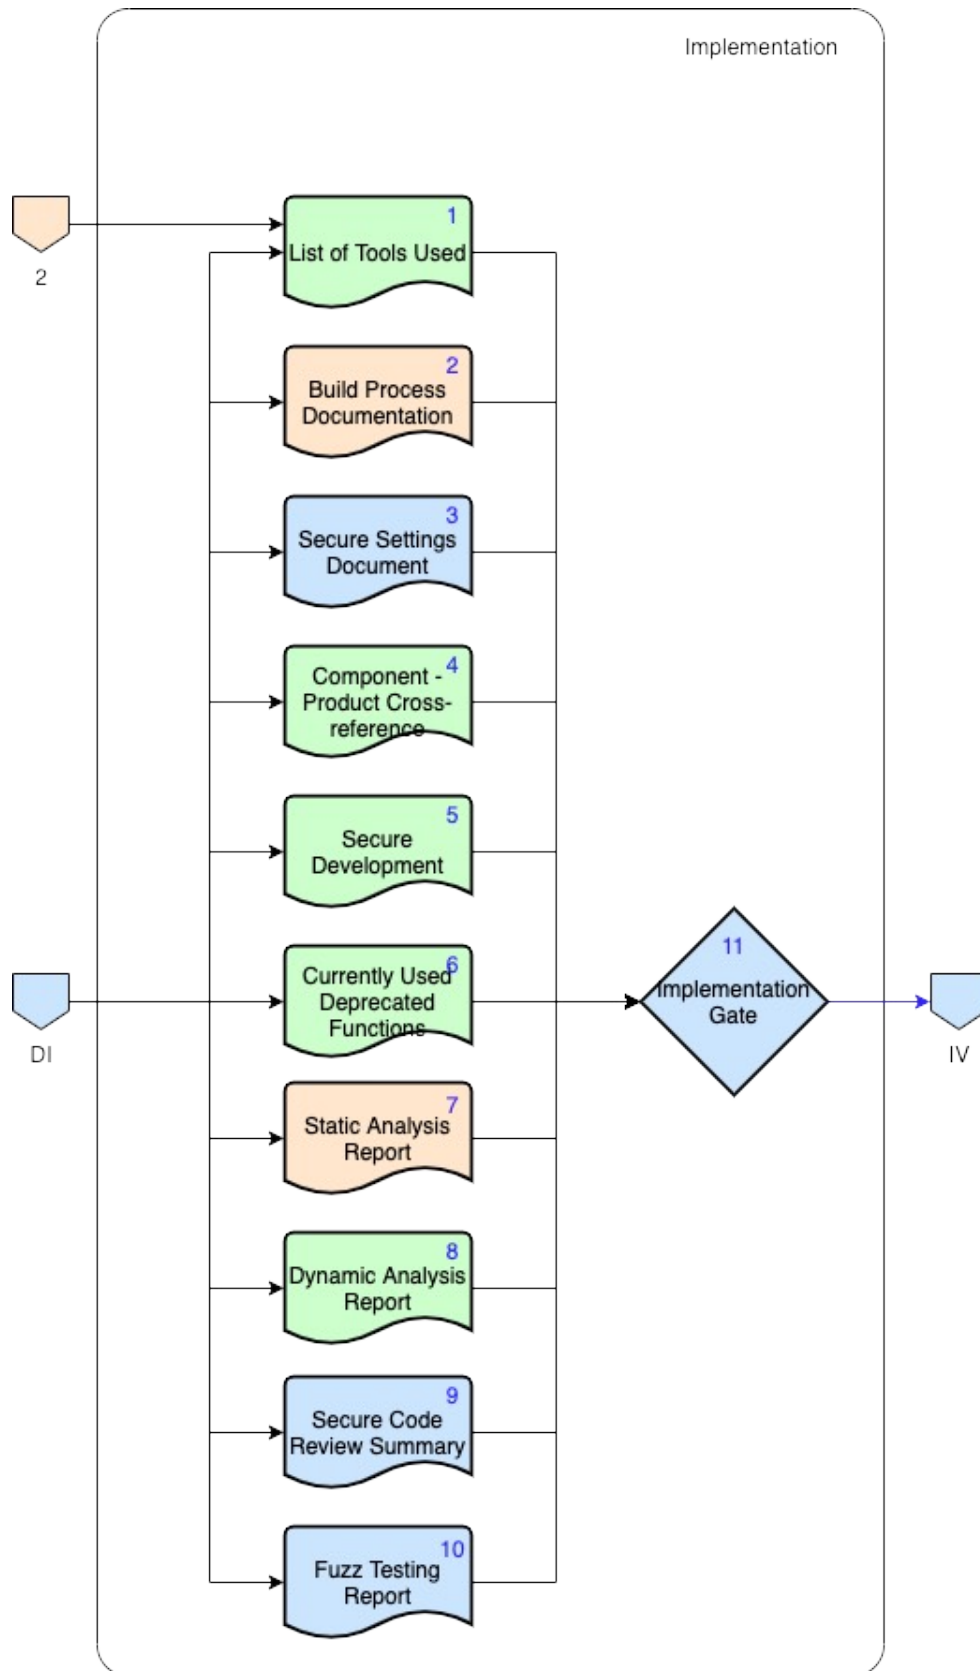 Implementation
1
List of Tools Used
2
2
Build Process
Documentation
3
Secure Settings
Document
4
Component -
Product Cross-
reference
5
Secure
Development
6
Currently Used
Deprecated
Functions
DI
11
Implementation
Gate
IV
7
Static Analysis
Report
8
Dynamic Analysis
Report
9
Secure Code
Review Summary
10
Fuzz Testing
Report